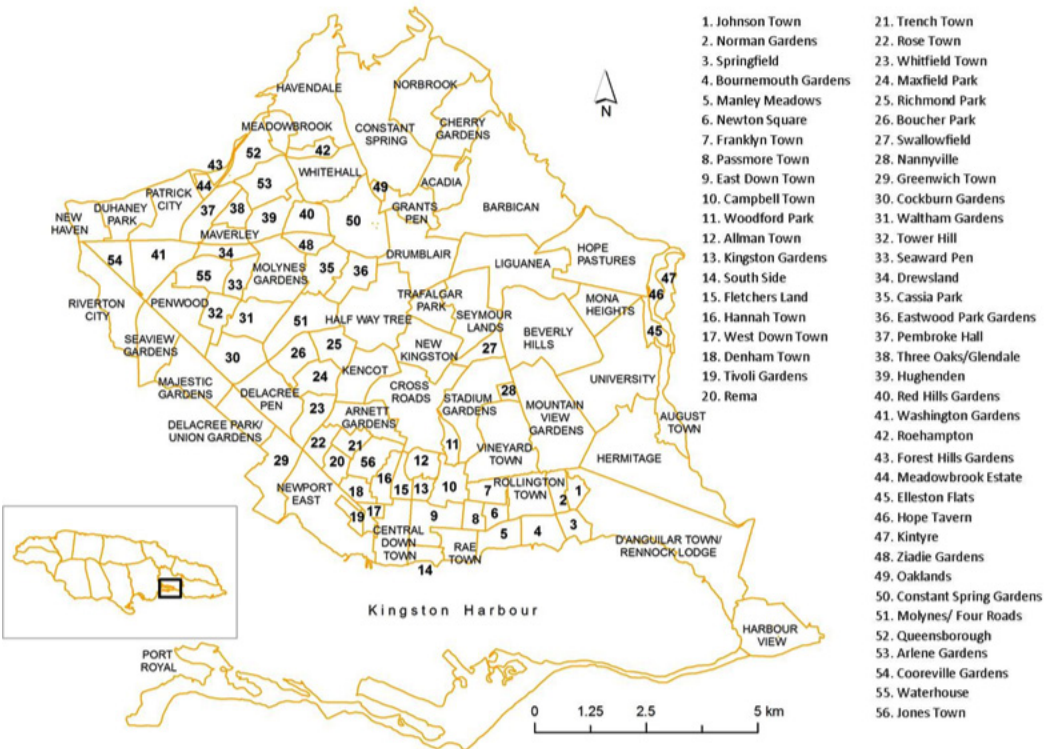 HAVENDALE
NORBROOK
MEADOWBROOK
CONSTANT
SPRING
CHERRY
GARDENS
N
42
52
43
WHITEHALL
53
44
49
ACADIA
PATRICK
CITY
GRANTS
PEN
BARBICAN
NEW
HAVEN
DUHANEY
PARK
37
38
39
40
50
MAVERLEY
48
DRUMBLAIR
HOPE
PASTURES
54
41
34
LIGUANEA
55
33
MOLYNES
GARDENS
35
36
47
46
RIVERTON
CITY
PENWOOD
32
31
51
TRAFALGAR
PARK
MONA
HEIGHTS
HALF WAY TREE
SEYMOUR
LANDS
BEVERLY
HILLS
45
SEAVIEW
GARDENS
30
26
25
NEW
KINGSTON
27
MAJESTIC
GARDENS
24
KENCOT
UNIVERSITY
DELACREE
PEN
CROSS
ROADS
28
STADIUM
GARDENS
23
ARNETT
GARDENS
MOUNTAIN
VIEW
GARDENS
AUGUST
TOWN
DELACREE PARK/
UNION GARDENS
22
21
11
VINEYARD
TOWN
HERMITAGE
29
20
56
12
16
NEWPORT
EAST
18
15
13
10
7
ROLLINGTON
TOWN
2
1
19
17
9
8
6
5
4
3
CENTRAL
DOWN
TOWN
RAE
TOWN
D'ANGUILAR TOWN/
RENNOCK LODGE
14
Kingston Harbour
HARBOUR
VIEW
PORT
ROYAL
0 1.25 2.5 5 km
1. Johnson Town
2. Norman Gardens
3. Springfield
4. Bournemouth Gardens
5. Manley Meadows
6. Newton Square
7. Franklyn Town
8. Passmore Town
9. East Down Town
10. Campbell Town
11. Woodford Park
12. Allman Town
13. Kingston Gardens
14. South Side
15. Fletchers Land
16. Hannah Town
17. West Down Town
18. Denham Town
19. Tivoli Gardens
20. Rema
21. Trench Town
22. Rose Town
23. Whitfield Town
24. Maxfield Park
25. Richmond Park
26. Boucher Park
27. Swallowfield
28. Nannyville
29. Greenwich Town
30. Cockburn Gardens
31. Waltham Gardens
32. Tower Hill
33. Seaward Pen
34. Drewsland
35. Cassia Park
36. Eastwood Park Gardens
37. Pembroke Hall
38. Three Oaks/Glendale
39. Hughenden
40. Red Hills Gardens
41. Washington Gardens
42. Roehampton
43. Forest Hills Gardens
44. Meadowbrook Estate
45. Elleston Flats
46. Hope Tavern
47. Kintyre
48. Ziadie Gardens
49. Oaklands
50. Constant Spring Gardens
51. Molynes/ Four Roads
52. Queensborough
53. Arlene Gardens
54. Cooreville Gardens
55. Waterhouse
56. Jones Town